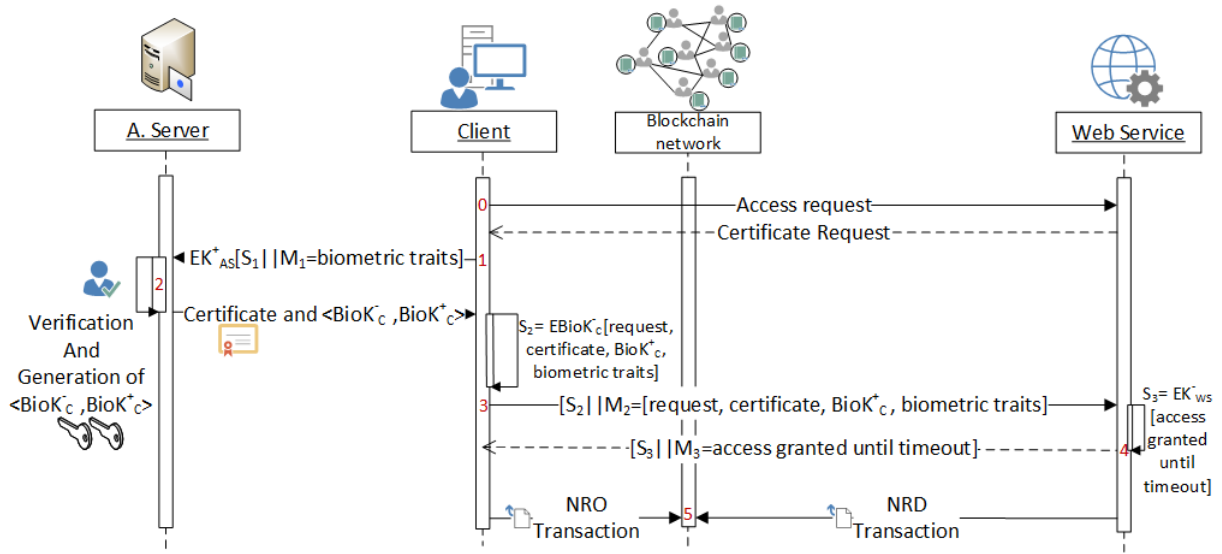 A. Server
Client
Blockchain
network
Web Service
0
Access request
Certificate Request
EK⁺AS[S₁||M₁=biometric traits]
1
2
Verification
And
Generation of
<BioK⁻C ,BioK⁺C>
Certificate and <BioK⁻C ,BioK⁺C>
S₂= EBioK⁻C[request,
certificate, BioK⁺C,
biometric traits]
3
[S₂||M₂=[request, certificate, BioK⁺C, biometric traits]
S₃= EK⁻WS
[access
granted
until
timeout]
[S₃||M₃=access granted until timeout]
4
NRO
Transaction
5
NRD
Transaction